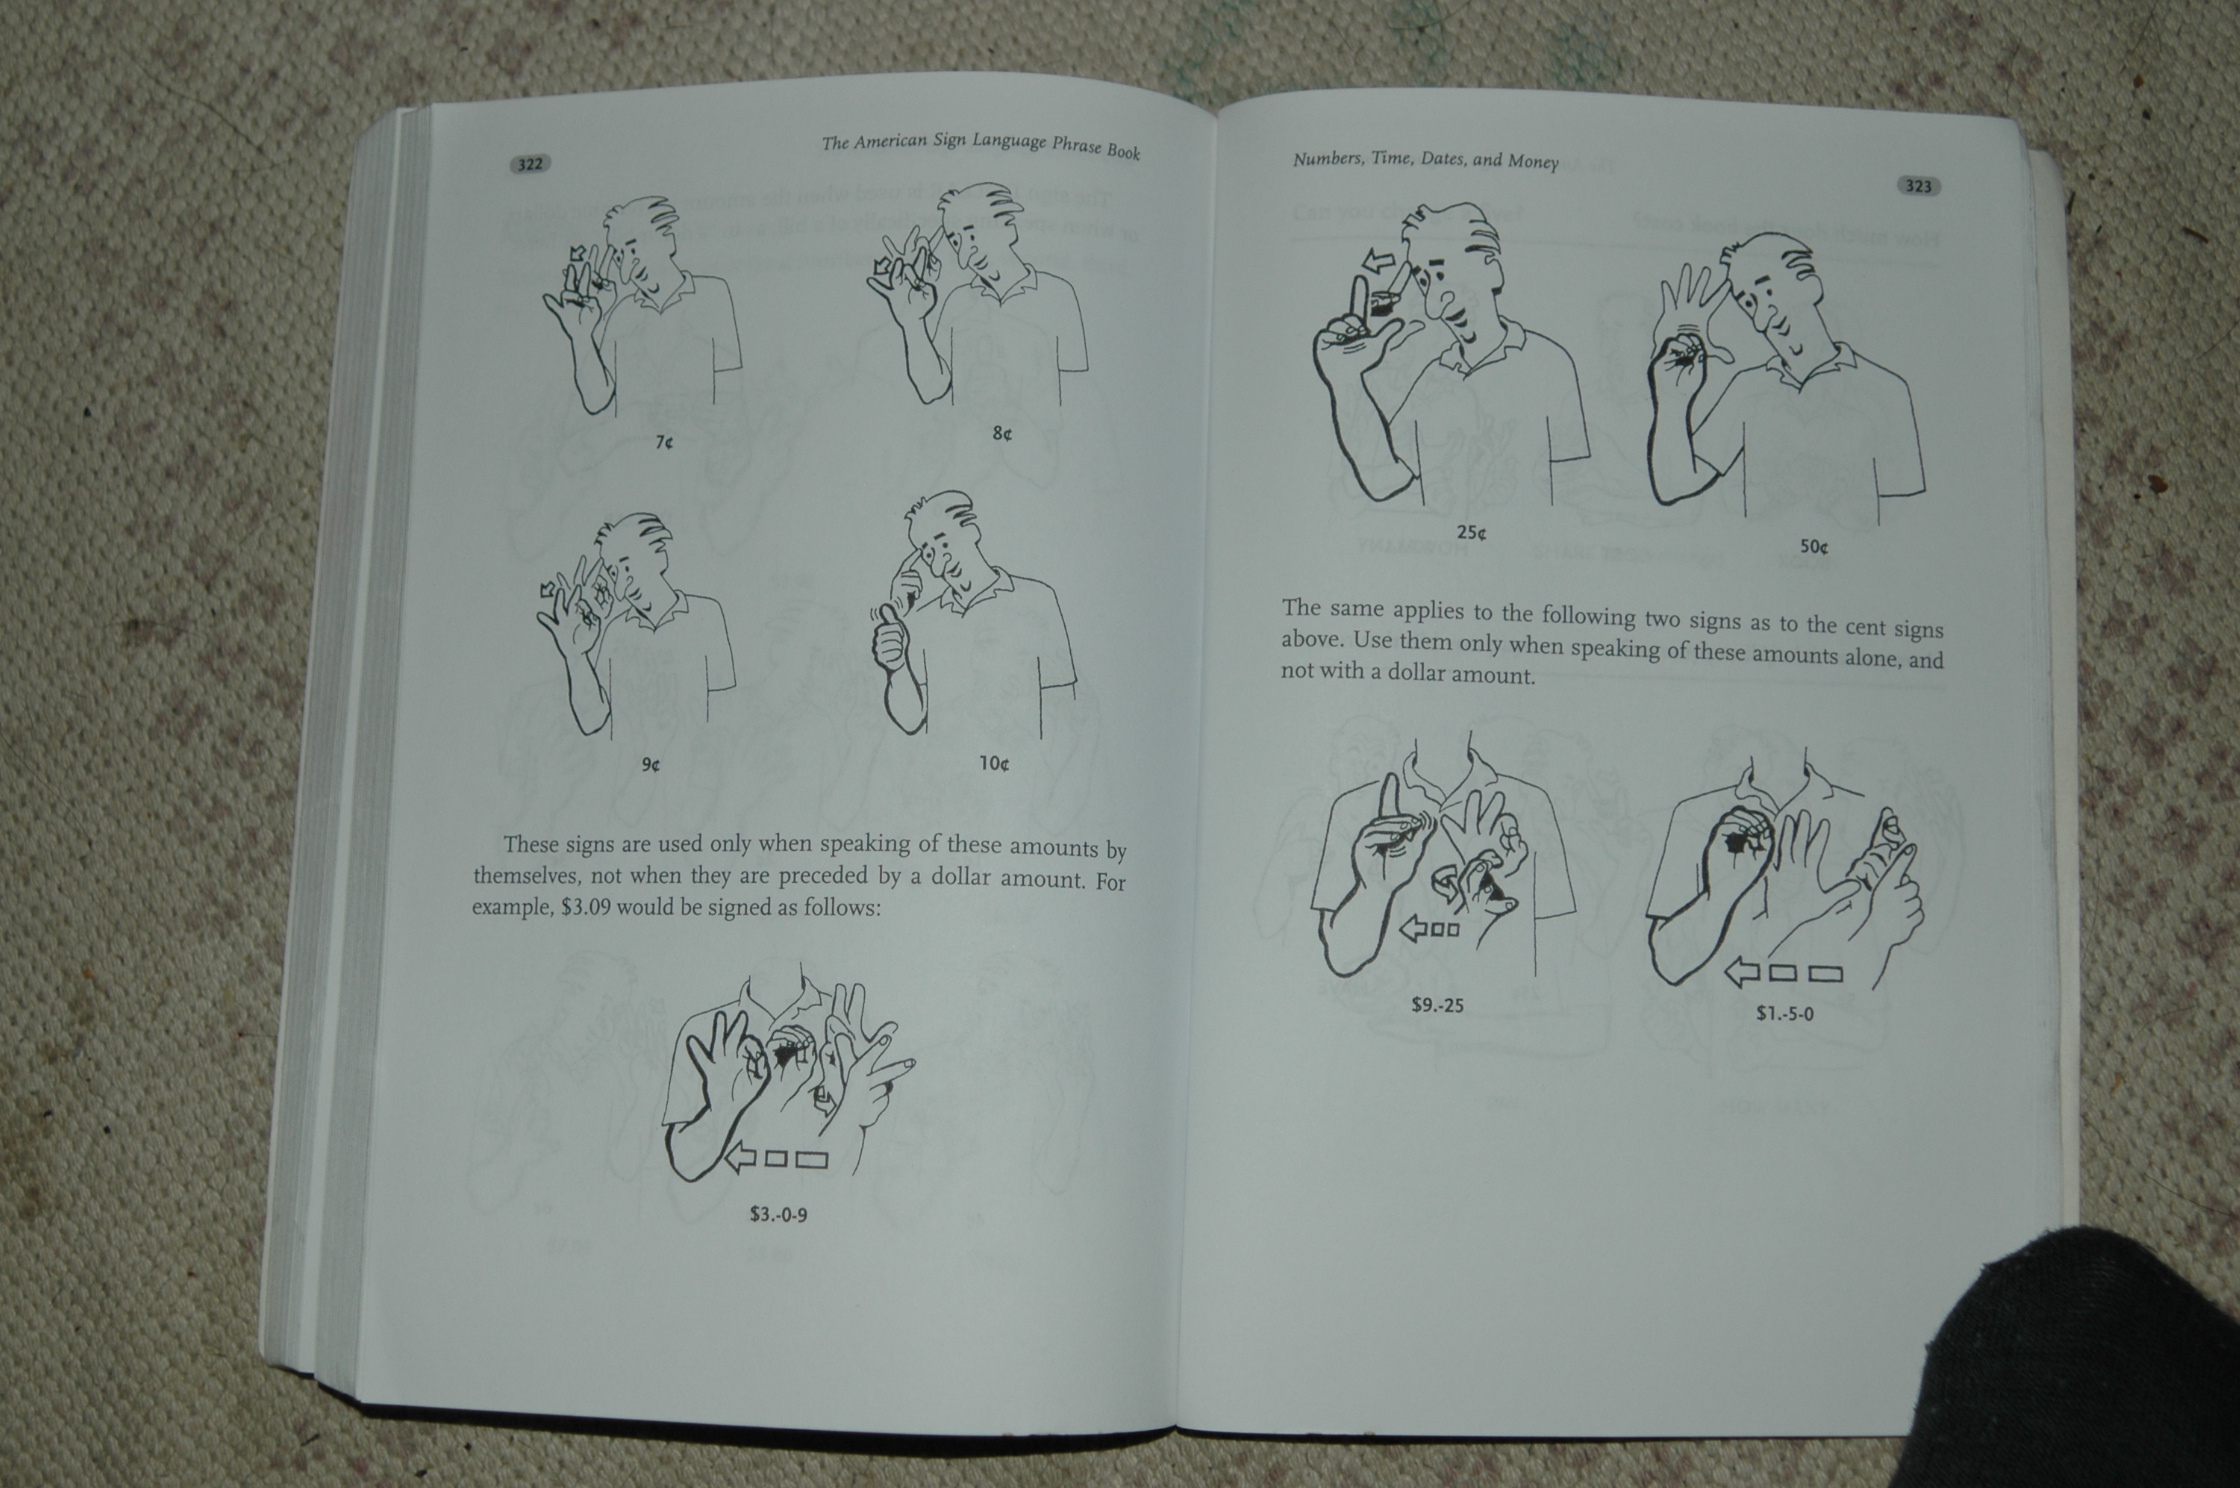 322
The American Sign Language Phrase Book
7¢
8¢
9¢
10¢
These signs are used only when speaking of these amounts by
themselves, not when they are preceded by a dollar amount. For
example, $3.09 would be signed as follows:
$3.-0-9
Numbers, Time, Dates, and Money
323
25¢
50¢
The same applies to the following two signs as to the cent signs
above. Use them only when speaking of these amounts alone, and
not with a dollar amount.
$9.-25
$1.-5-0